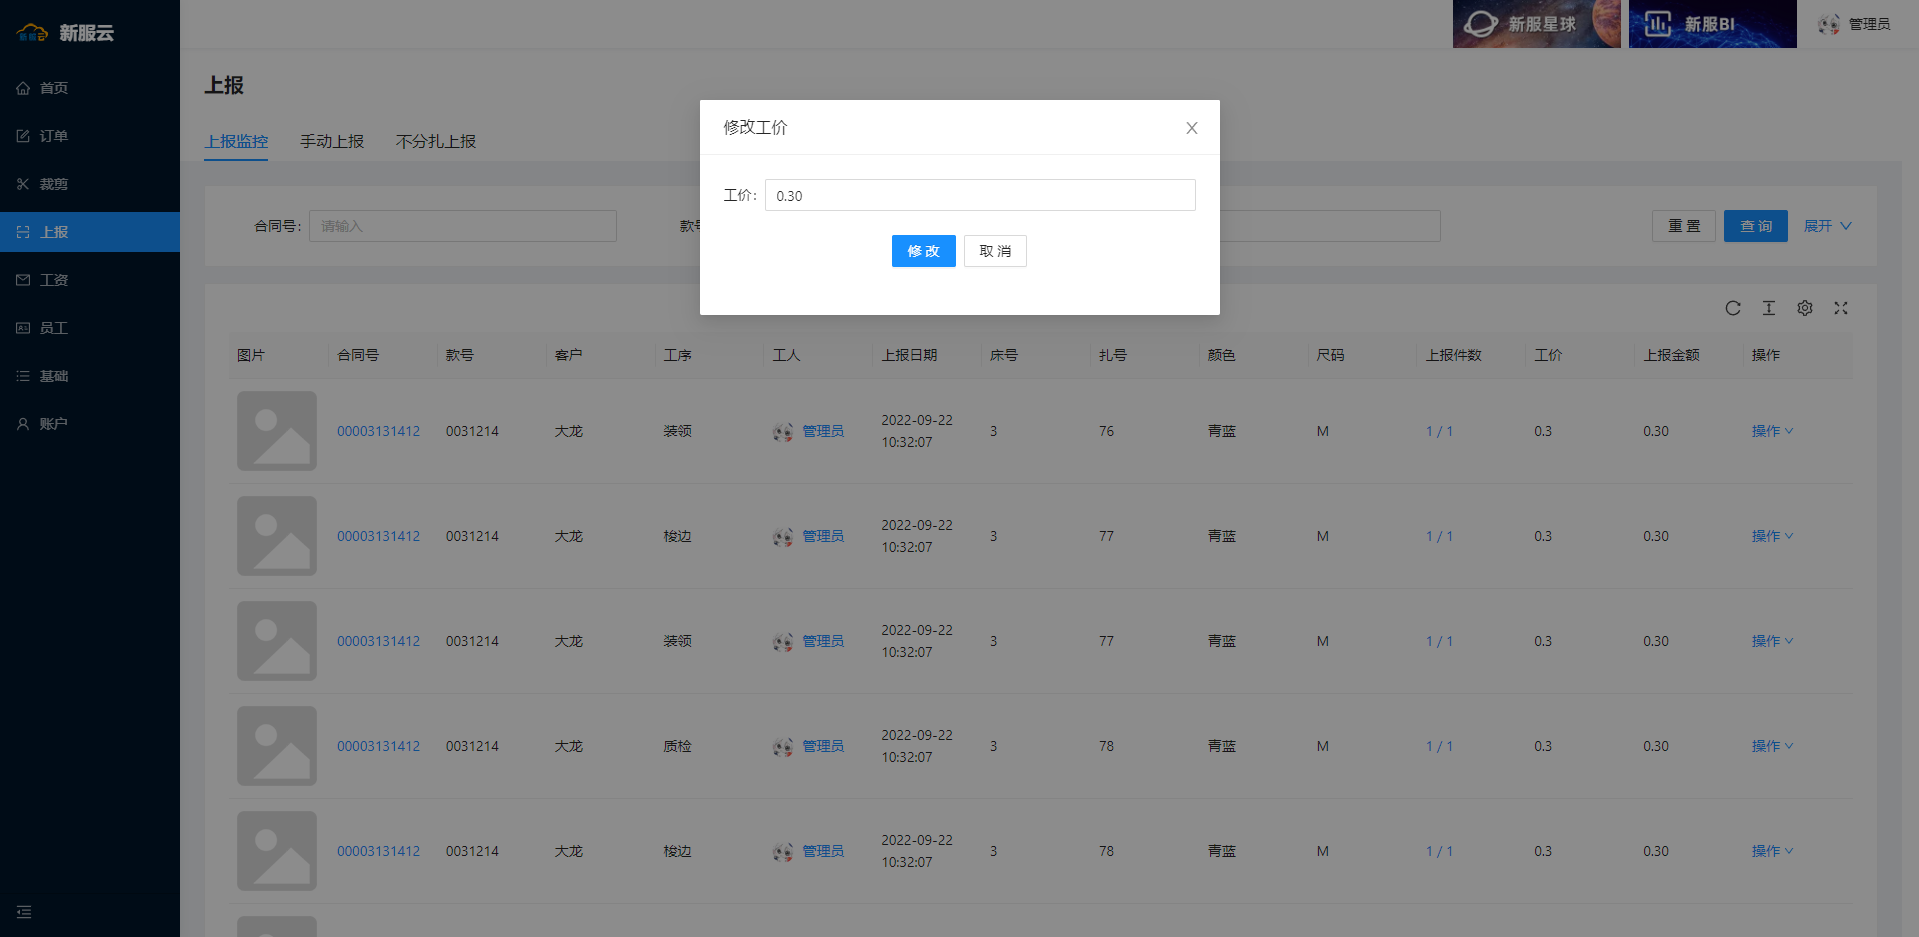 新服云
新服星球
新服BI
管理员
首页
订单
裁剪
上报
工资
员工
基础
账户
上报
上报监控 手动上报 不分扎上报
合同号: 请输入
重 置 查 询 展开
修改工价
工价: 0.30
修 改 取 消
图片 合同号 款号 客户 工序 工人 上报日期 床号 扎号 颜色 尺码 上报件数 工价 上报金额 操作
00003131412 0031214 大龙 装领 管理员 2022-09-22 10:32:07 3 76 青蓝 M 1 / 1 0.3 0.30 操作
00003131412 0031214 大龙 梭边 管理员 2022-09-22 10:32:07 3 77 青蓝 M 1 / 1 0.3 0.30 操作
00003131412 0031214 大龙 装领 管理员 2022-09-22 10:32:07 3 77 青蓝 M 1 / 1 0.3 0.30 操作
00003131412 0031214 大龙 质检 管理员 2022-09-22 10:32:07 3 78 青蓝 M 1 / 1 0.3 0.30 操作
00003131412 0031214 大龙 梭边 管理员 2022-09-22 10:32:07 3 78 青蓝 M 1 / 1 0.3 0.30 操作